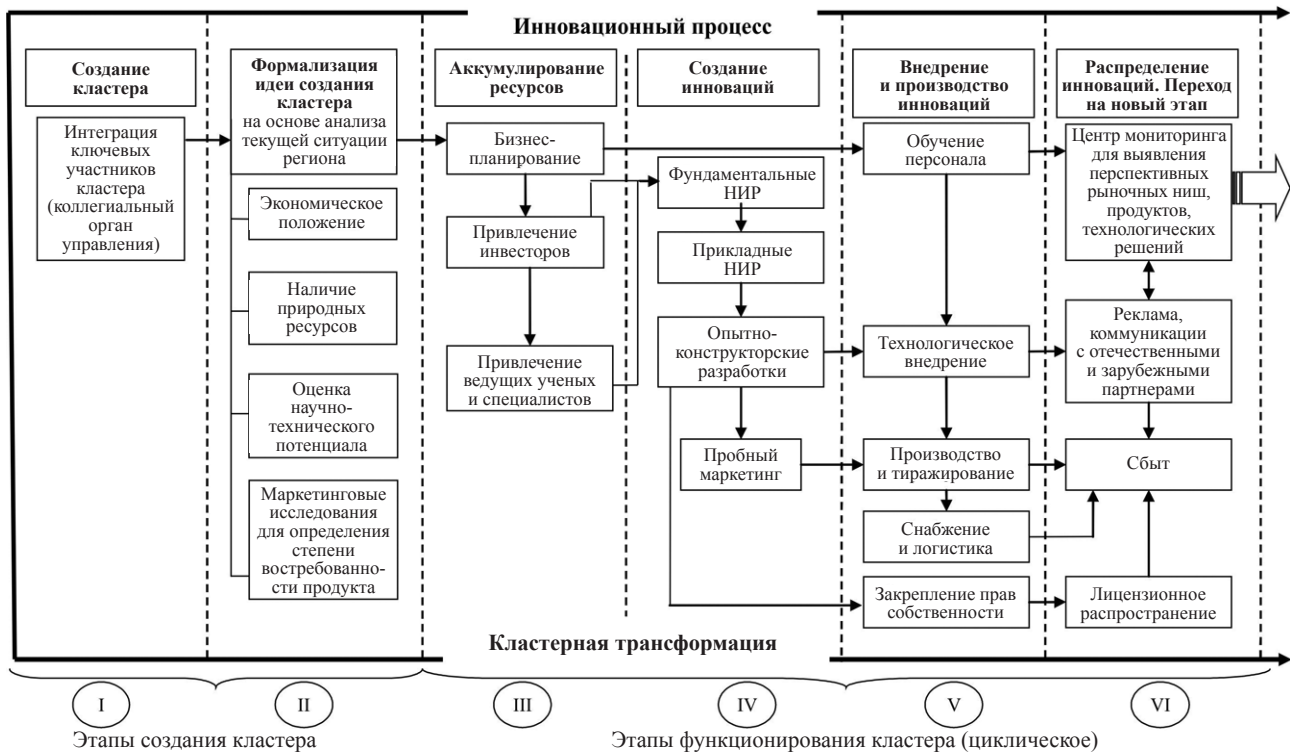 Инновационный процесс
Создание
кластера
Интеграция
ключевых
участников
кластера
(коллегиальный
орган
управления)
Формализация
идеи создания
кластера
на основе анализа
текущей ситуации
региона
Экономическое
положение
Наличие
природных
ресурсов
Оценка
научно-
технического
потенциала
Маркетинговые
исследования
для определения
степени
востребованно-
сти продукта
Аккумулирование
ресурсов
Бизнес-
планирование
Привлечение
инвесторов
Привлечение
ведущих ученых
и специалистов
Создание
инноваций
Фундаментальные
НИР
Прикладные
НИР
Опытно-
конструкторские
разработки
Пробный
маркетинг
Внедрение
и производство
инноваций
Обучение
персонала
Технологическое
внедрение
Производство
и тиражирование
Снабжение
и логистика
Закрепление прав
собственности
Распределение
инноваций. Переход
на новый этап
Центр мониторинга
для выявления
перспективных
рыночных ниш,
продуктов,
технологических
решений
Реклама,
коммуникации
с отечественными
и зарубежными
партнерами
Сбыт
Лицензионное
распространение
Кластерная трансформация
I
II
III
IV
V
VI
Этапы создания кластера
Этапы функционирования кластера (циклическое)